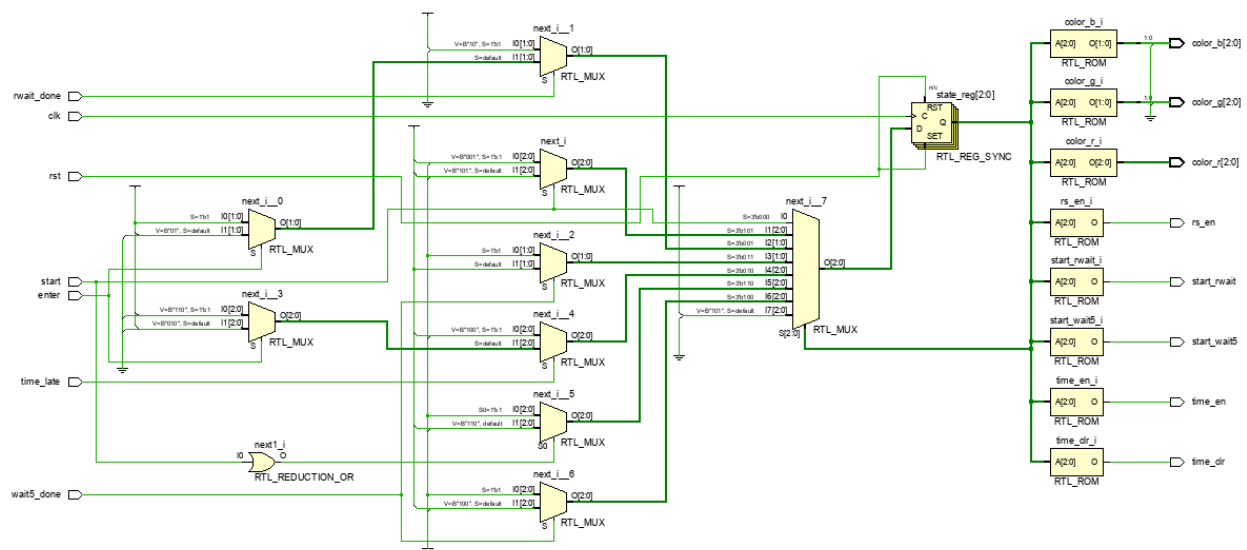 rwait_done
clk
rst
start
enter
time_late
wait5_done
next_i__0
S=1'b1 I0[1:0]
V=B"01", S=default I1[1:0]
O[1:0]
S
RTL_MUX
next_i__3
V=B"110", S=1'b1 I0[2:0]
V=B"010", S=default I1[2:0]
O[2:0]
S
RTL_MUX
next1_i
I0 O
RTL_REDUCTION_OR
next_i__1
V=B"10", S=1'b1 I0[1:0]
S=default I1[1:0]
O[1:0]
S
RTL_MUX
next_i
V=B"001", S=1'b1 I0[2:0]
V=B"101", S=default I1[2:0]
O[2:0]
S
RTL_MUX
next_i__2
S=1'b1 I0[1:0]
S=default I1[1:0]
O[1:0]
S
RTL_MUX
next_i__4
V=B"100", S=1'b1 I0[2:0]
S=default I1[2:0]
O[2:0]
S
RTL_MUX
next_i__5
S0=1'b1 I0[2:0]
V=B"110", default I1[2:0]
O[2:0]
S0
RTL_MUX
next_i__6
S=1'b1 I0[2:0]
V=B"100", S=default I1[2:0]
O[2:0]
S
RTL_MUX
next_i__7
S=3'b000 I0
S=3'b101 I1[2:0]
S=3'b001 I2[1:0]
S=3'b011 I3[1:0]
S=3'b010 I4[2:0]
S=3'b110 I5[2:0]
S=3'b100 I6[2:0]
V=B"101", S=default I7[2:0]
O[2:0]
S[2:0]
RTL_MUX
state_reg[2:0]
n/c
RST
C
Q
D
SET
RTL_REG_SYNC
color_b_i
A[2:0] O[1:0]
RTL_ROM
1:0
color_b[2:0]
color_g_i
A[2:0] O[1:0]
RTL_ROM
1:0
color_g[2:0]
color_r_i
A[2:0] O[2:0]
RTL_ROM
color_r[2:0]
rs_en_i
A[2:0] O
RTL_ROM
rs_en
start_rwait_i
A[2:0] O
RTL_ROM
start_rwait
start_wait5_i
A[2:0] O
RTL_ROM
start_wait5
time_en_i
A[2:0] O
RTL_ROM
time_en
time_clr_i
A[2:0] O
RTL_ROM
time_clr